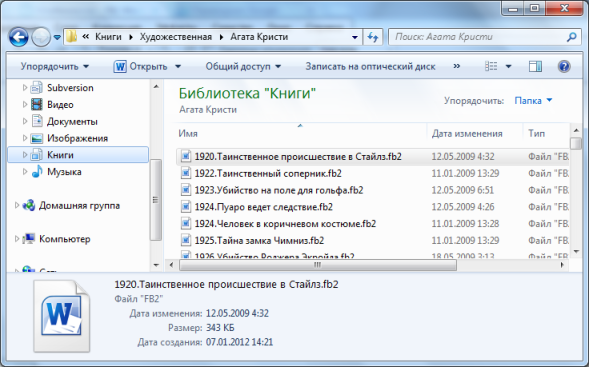 « Книги ▸ Художественная ▸ Агата Кристи
Поиск: Агата Кристи
Упорядочить Открыть Общий доступ Записать на оптический диск »
Subversion
Видео
Документы
Изображения
Книги
Музыка
Домашняя группа
Компьютер
Библиотека "Книги"
Агата Кристи
Упорядочить: Папка
Имя Дата изменения Тип
1920.Таинственное происшествие в Стайлз.fb2 12.05.2009 4:32 Файл "FB2
1922.Таинственный соперник.fb2 11.01.2009 13:29 Файл "FB2
1923.Убийство на поле для гольфа.fb2 12.05.2009 6:51 Файл "FB2
1924.Пуаро ведет следствие.fb2 12.05.2009 4:26 Файл "FB2
1924.Человек в коричневом костюме.fb2 11.01.2009 13:28 Файл "FB2
1925.Тайна замка Чимниз.fb2 11.01.2009 13:29 Файл "FB2
1926.Убийство Роджера Экройда.fb2 18.05.2009 3:13
1920.Таинственное происшествие в Стайлз.fb2
Файл "FB2"
Дата изменения: 12.05.2009 4:32
Размер: 343 КБ
Дата создания: 07.01.2012 14:21